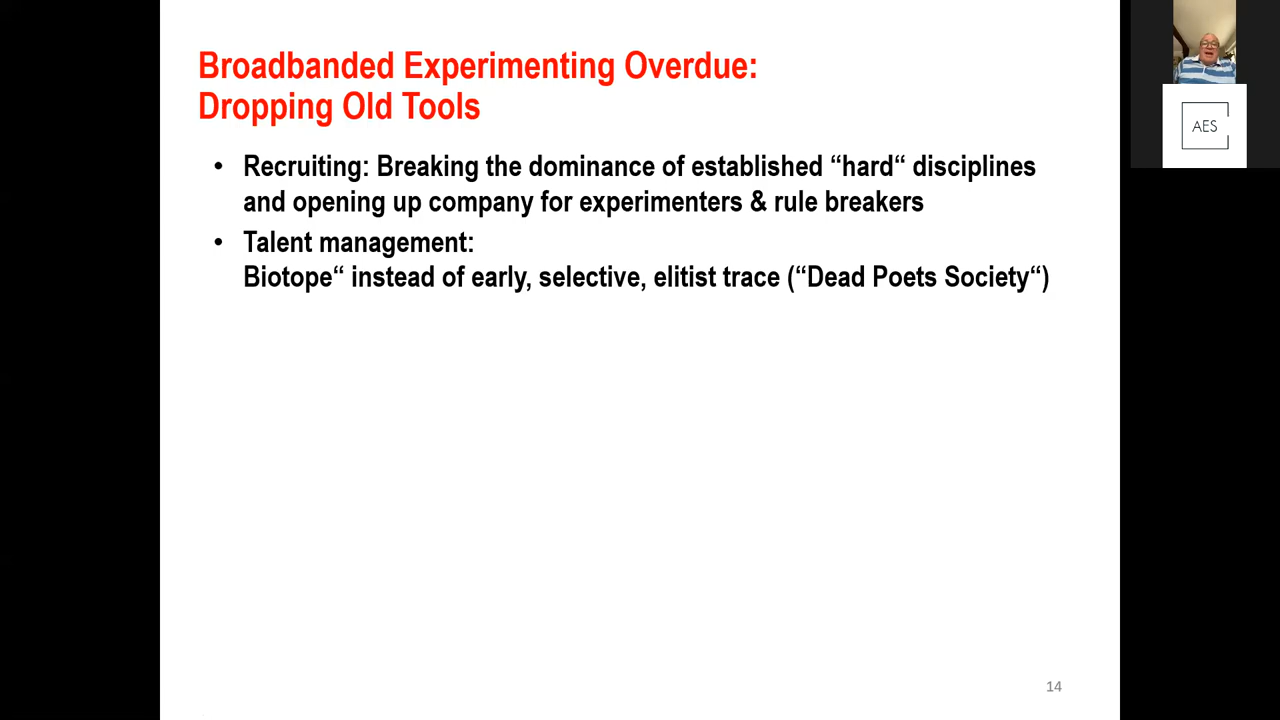 Broadbanded Experimenting Overdue:
Dropping Old Tools
• Recruiting: Breaking the dominance of established “hard“ disciplines
and opening up company for experimenters & rule breakers
• Talent management:
Biotope“ instead of early, selective, elitist trace (“Dead Poets Society“)
14
AES